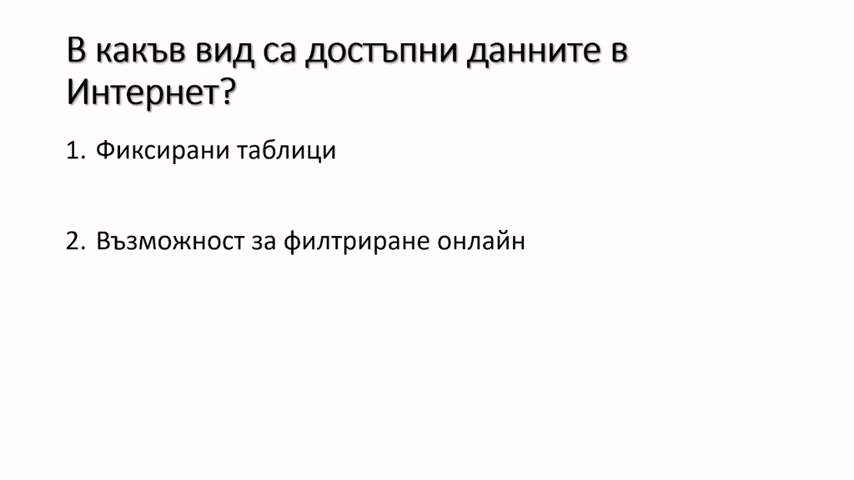 В какъв вид са достъпни данните в
Интернет?
1. Фиксирани таблици
2. Възможност за филтриране онлайн